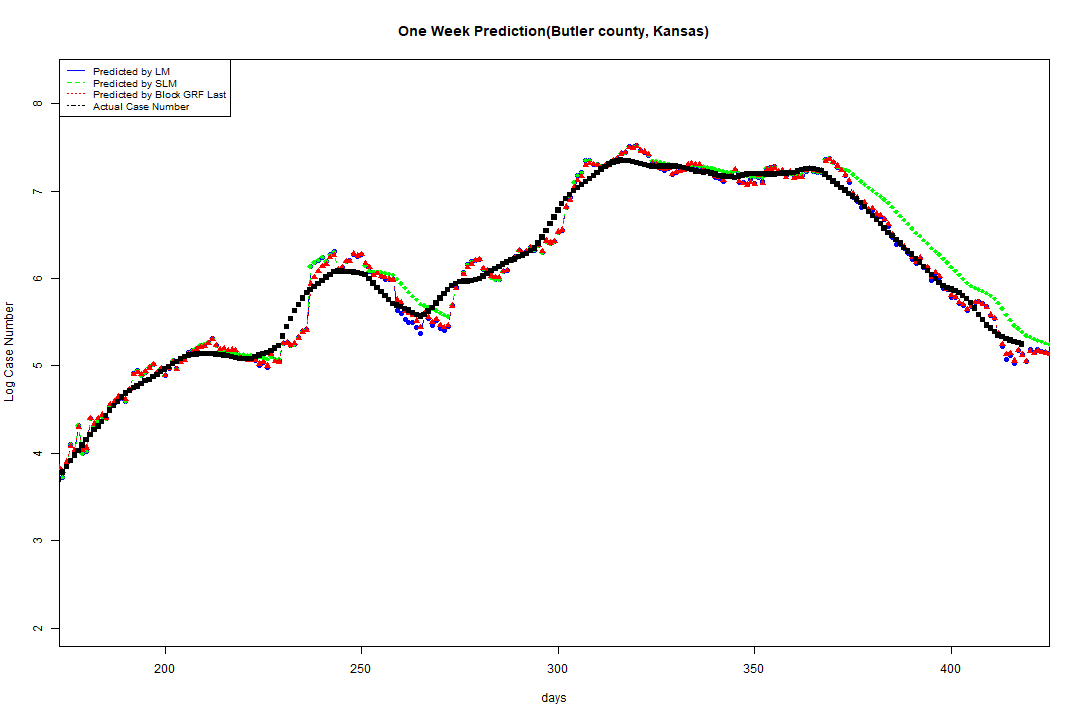 One Week Prediction(Butler county, Kansas)
Predicted by LM
Predicted by SLM
Predicted by Block GRF Last
Actual Case Number
8
7
6
5
4
3
2
Log Case Number
200 250 300 350 400
days